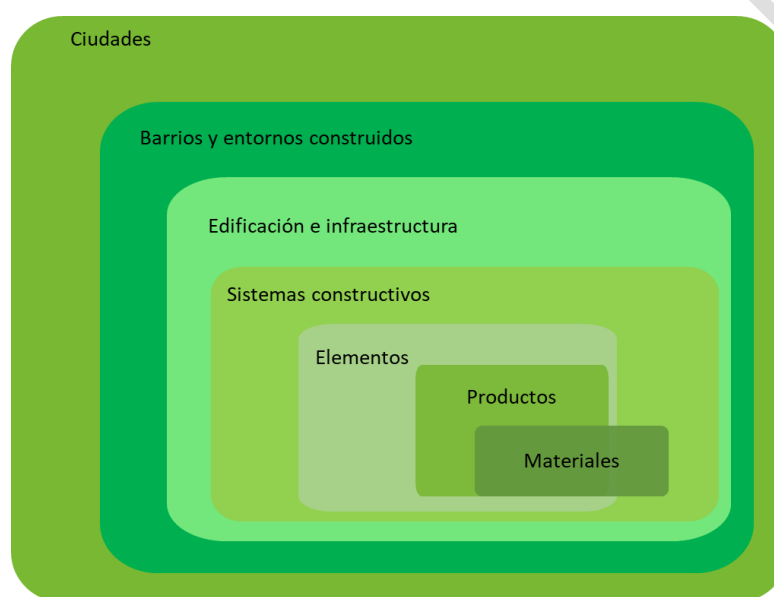 Ciudades
Barrios y entornos construidos
Edificación e infraestructura
Sistemas constructivos
Elementos
Productos
Materiales